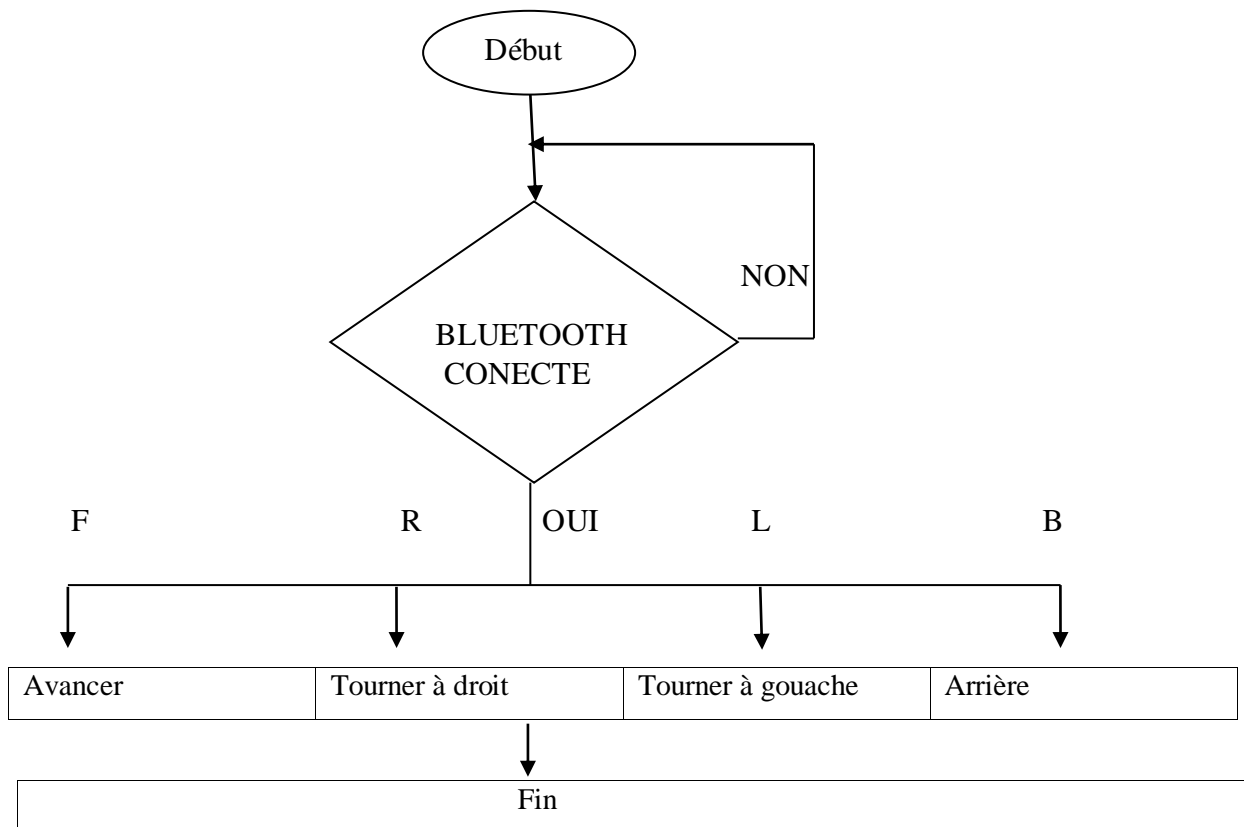 Début
NON
BLUETOOTH
CONECTE
F R OUI L B
Avancer Tourner à droit Tourner à gouache Arrière
Fin